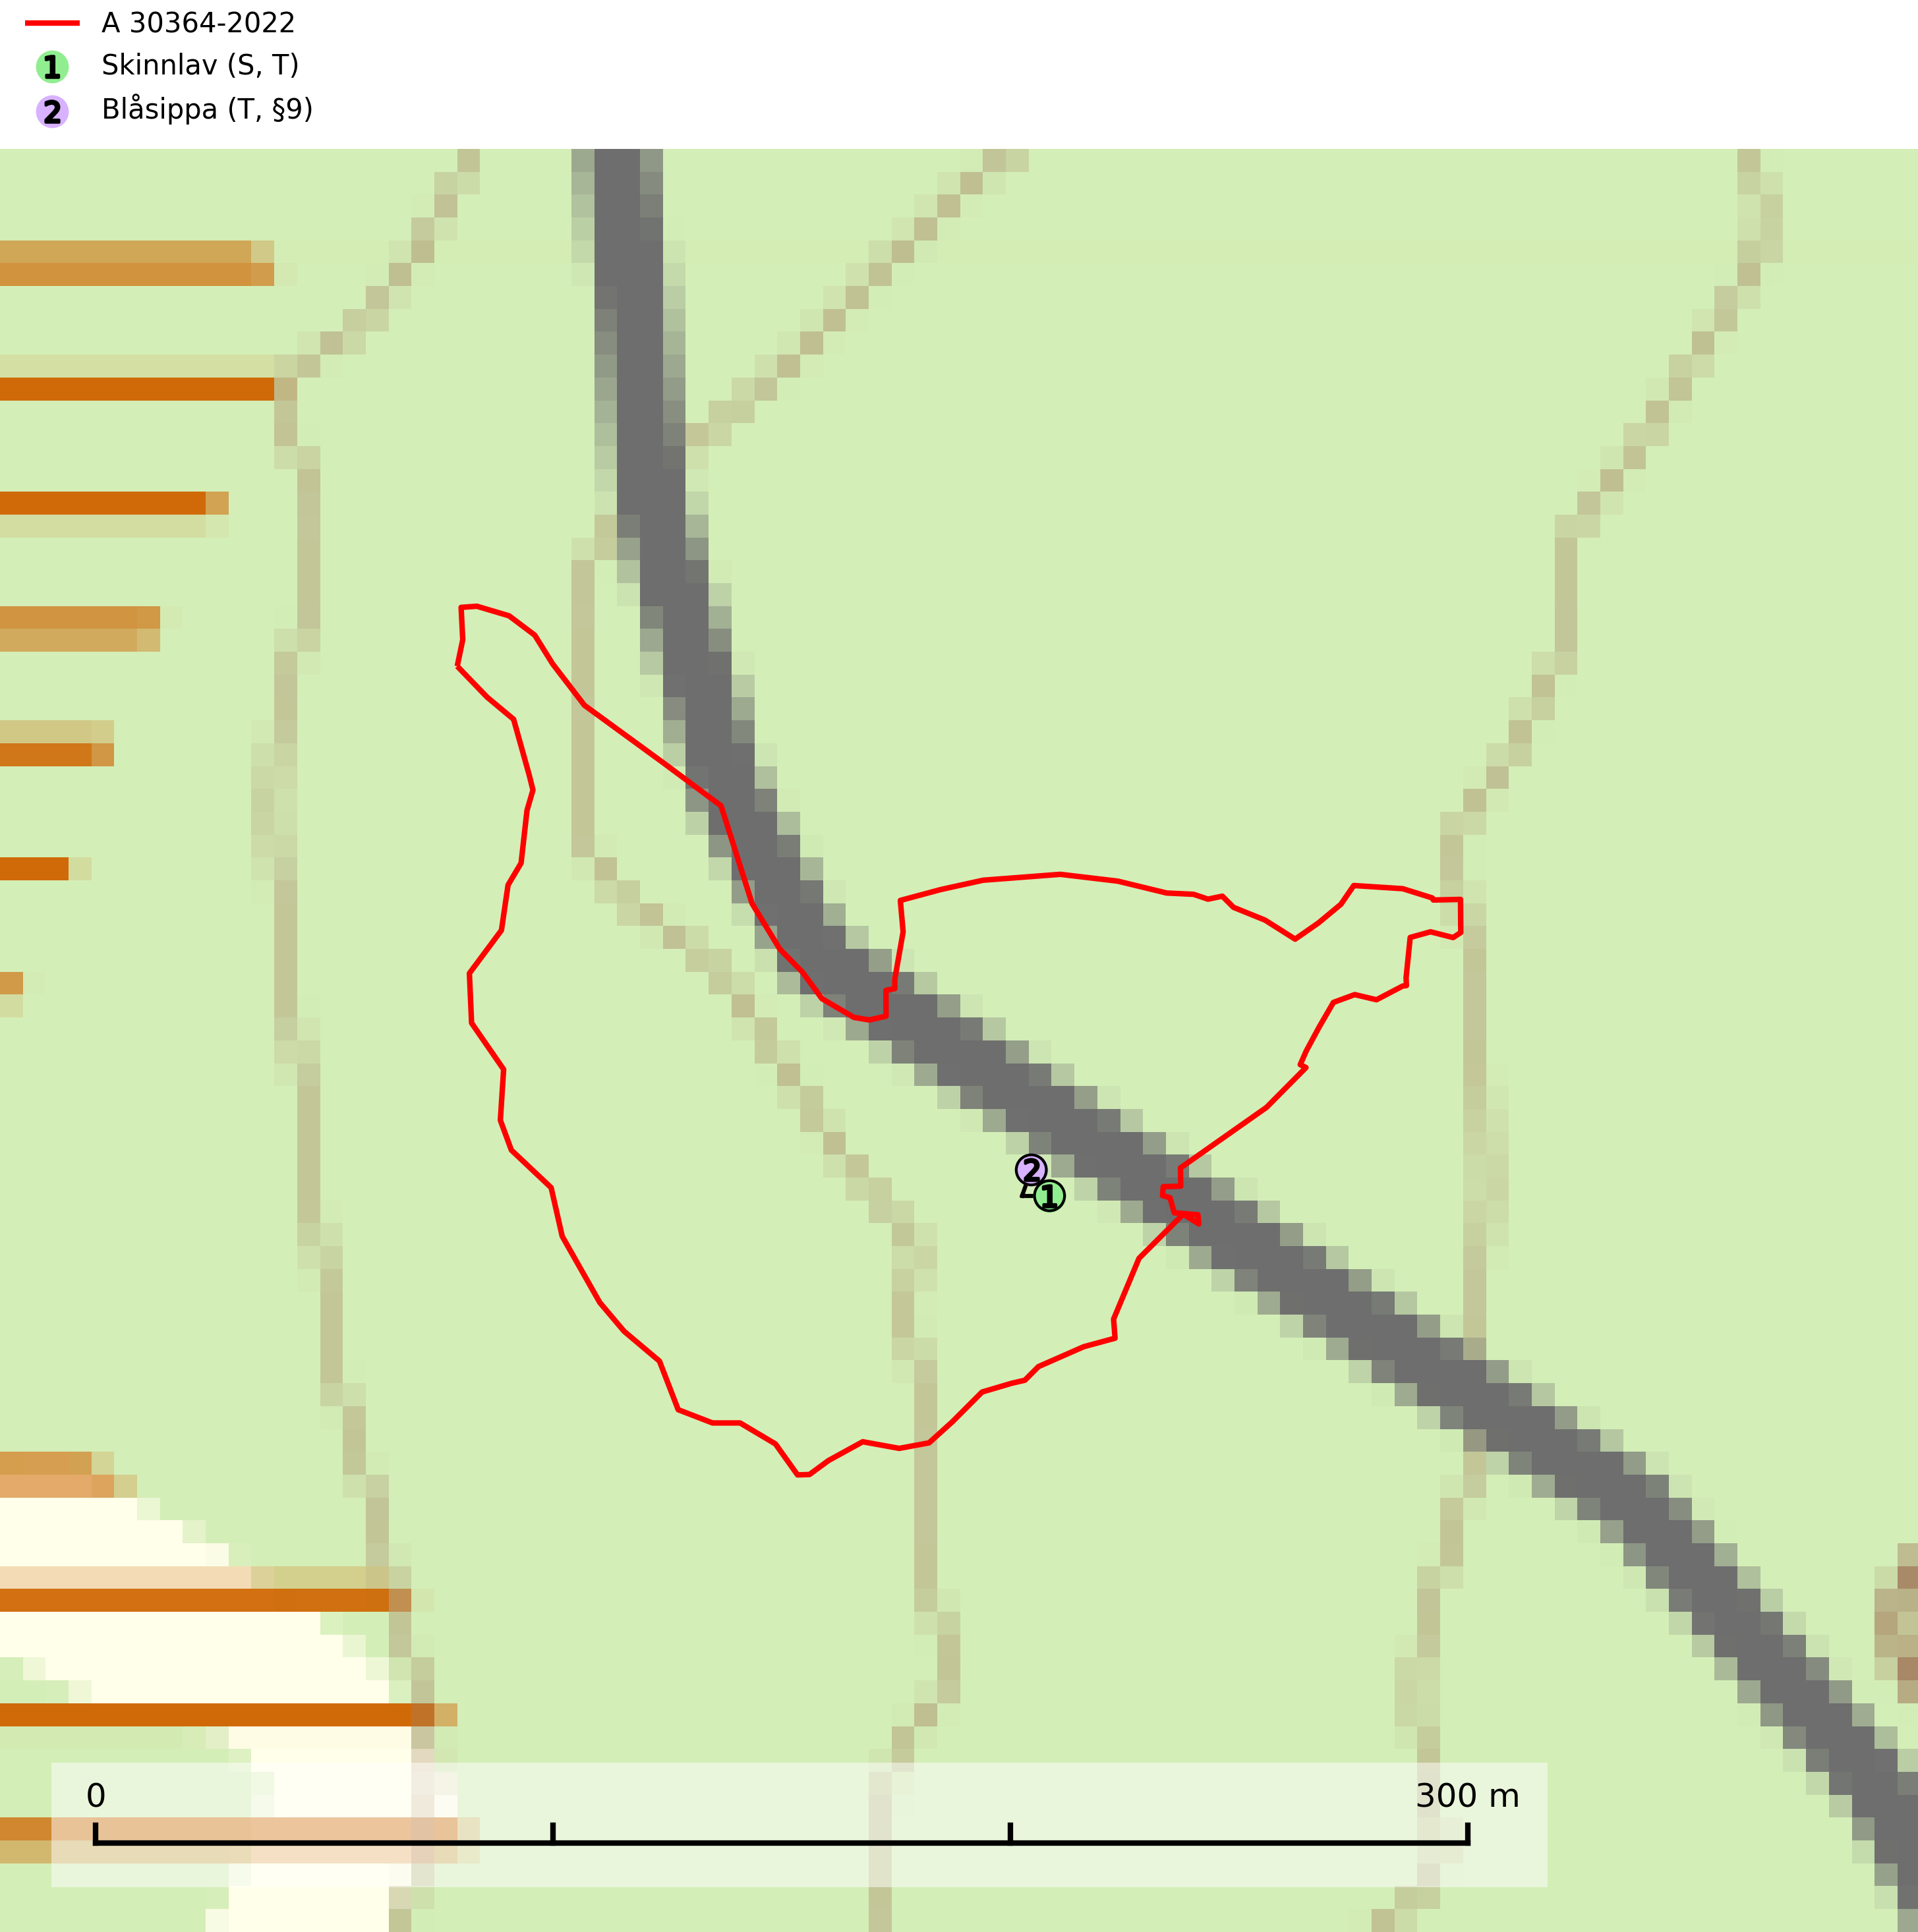 A 30364-2022
1 Skinnlav (S, T)
2 Blåsippa (T, §9)
2
1
0 300 m